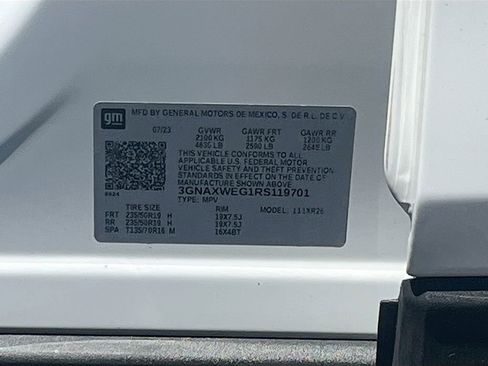 gm
MFD BY GENERAL MOTORS DE MEXICO, S. DE R.L. DE C.V.
07/23 GVWR GAWR FRT GAWR RR
2100 KG 1175 KG 1200 KG
4630 LB 2590 LB 2645 LB
THIS VEHICLE CONFORMS TO ALL
APPLICABLE U.S. FEDERAL MOTOR
VEHICLE SAFETY AND THEFT PREVENTION
STANDARDS IN EFFECT ON THE DATE OF
MANUFACTURE SHOWN ABOVE.
3GNAXWEG1RS119701
TYPE: MPV
TIRE SIZE RIM MODEL: 111XR26
FRT 235/50R19 H 19X7.5J
RR 235/50R19 H 19X7.5J
SPA T135/70R16 M 16X4BT